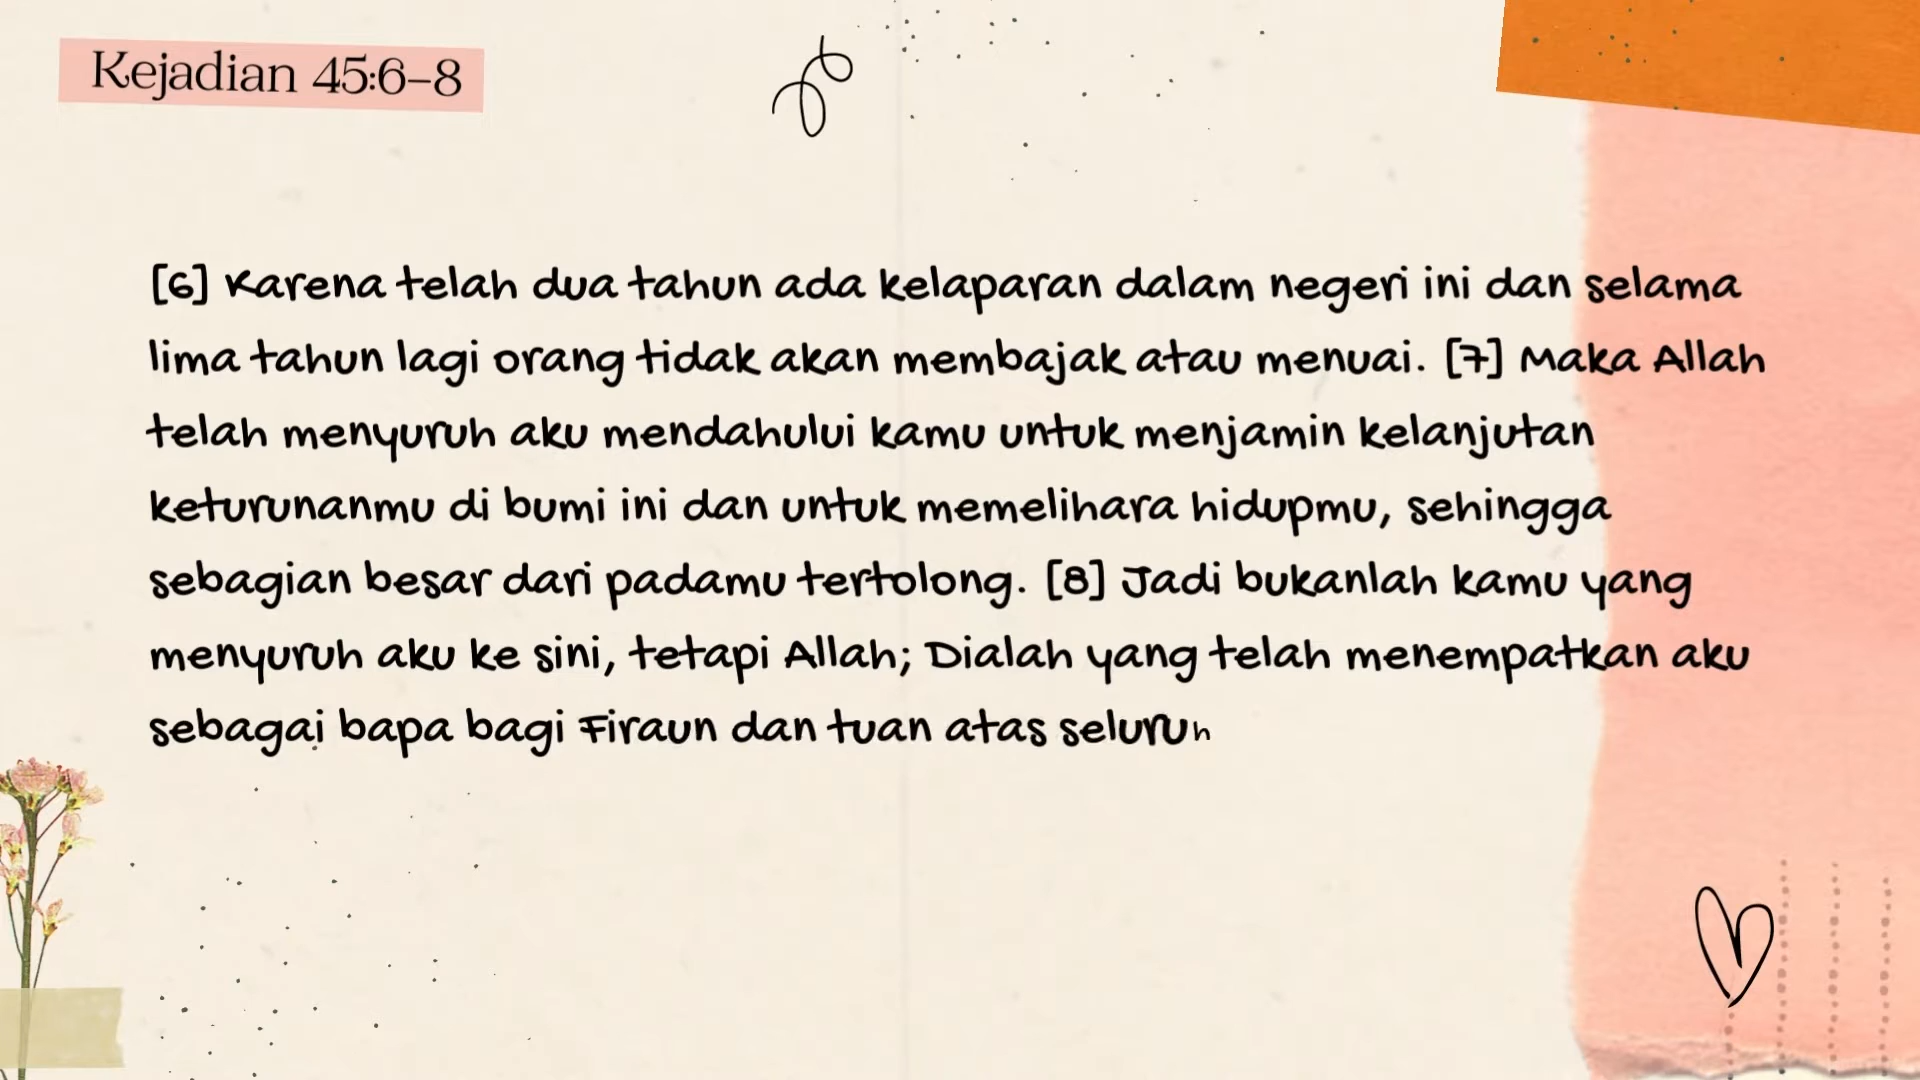 Kejadian 45:6–8
[6] Karena telah dua tahun ada kelaparan dalam negeri ini dan selama
lima tahun lagi orang tidak akan membajak atau menuai. [7] Maka Allah
telah menyuruh aku mendahului kamu untuk menjamin kelanjutan
keturunanmu di bumi ini dan untuk memelihara hidupmu, sehingga
sebagian besar dari padamu tertolong. [8] Jadi bukanlah kamu yang
menyuruh aku ke sini, tetapi Allah; Dialah yang telah menempatkan aku
sebagai bapa bagi Firaun dan tuan atas seluruh